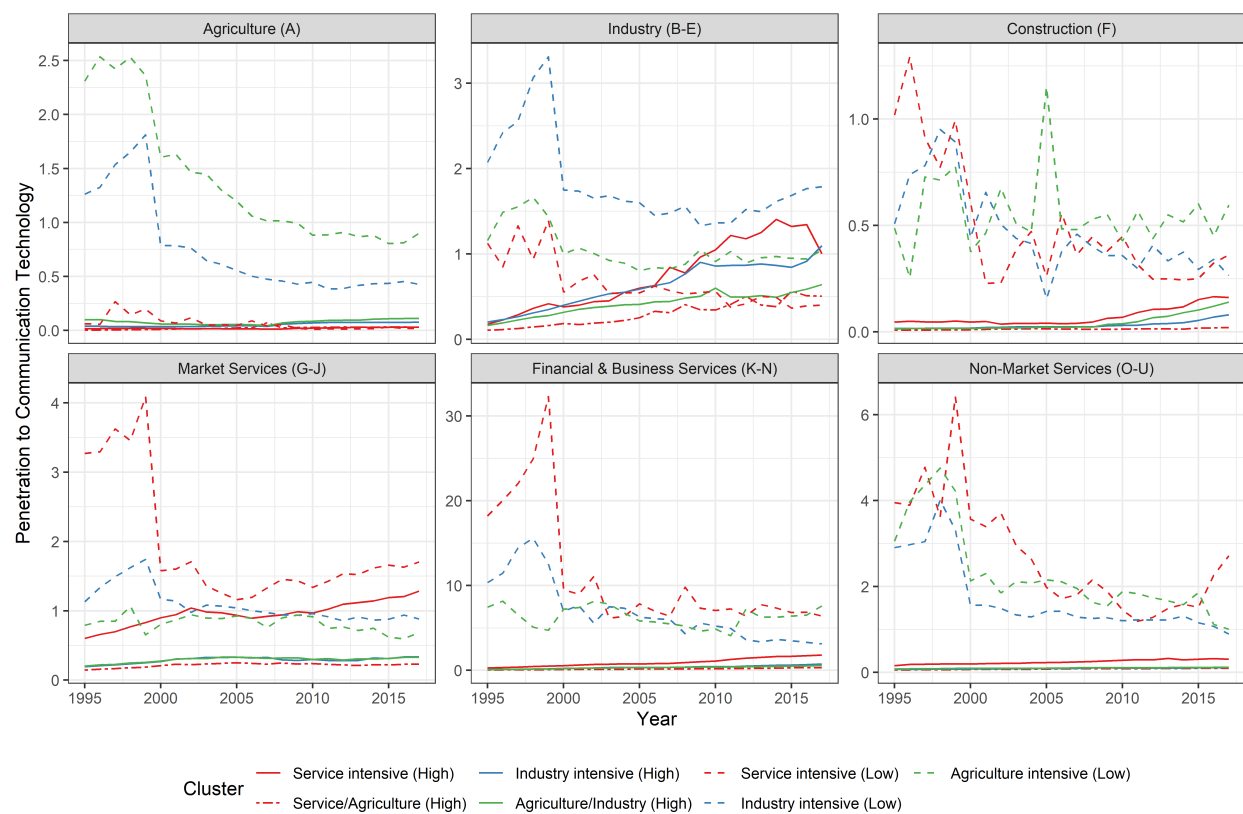 Agriculture (A)
Industry (B-E)
Construction (F)
2.5
2.0
1.5
1.0
0.5
0.0
3
2
1
0
1.0
0.5
0.0
Penetration to Communication Technology
Market Services (G-J)
Financial & Business Services (K-N)
Non-Market Services (O-U)
4
3
2
1
0
30
20
10
0
6
4
2
0
1995 2000 2005 2010 2015
1995 2000 2005 2010 2015
1995 2000 2005 2010 2015
Year
Cluster
Service intensive (High) Industry intensive (High) Service intensive (Low) Agriculture intensive (Low)
Service/Agriculture (High) Agriculture/Industry (High) Industry intensive (Low)